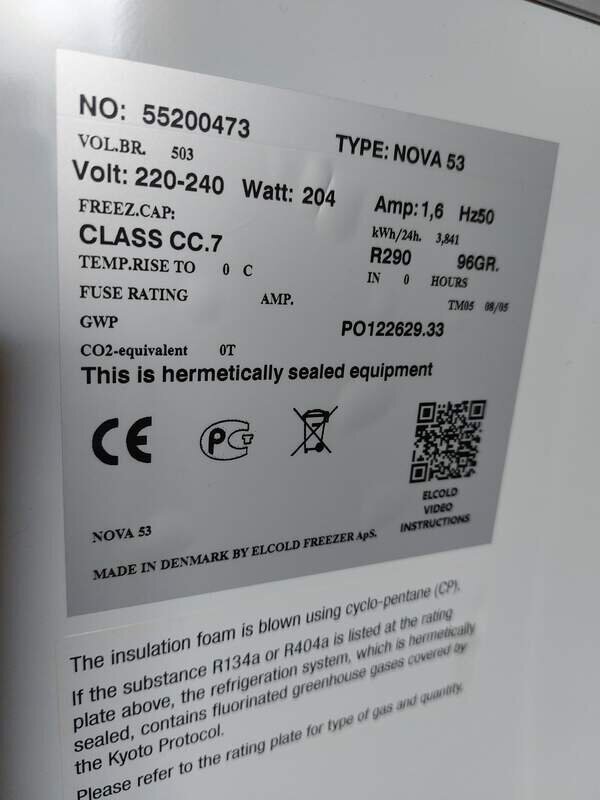 NO: 55200473 TYPE: NOVA 53
VOL.BR. 503
Volt: 220-240 Watt: 204 Amp: 1,6 Hz50
FREEZ.CAP: kWh/24h. 3,841
CLASS CC.7 R290 96GR.
TEMP.RISE TO 0 C IN 0 HOURS
FUSE RATING AMP. TM05 08/05
GWP PO122629.33
CO2-equivalent 0T
This is hermetically sealed equipment
CE
PCT
ELCOLD
VIDEO
INSTRUCTIONS
NOVA 53
MADE IN DENMARK BY ELCOLD FREEZER ApS.
The insulation foam is blown using cyclo-pentane (CP).
If the substance R134a or R404a is listed at the rating
plate above, the refrigeration system, which is hermetically
sealed, contains fluorinated greenhouse gases covered by
the Kyoto Protocol.
Please refer to the rating plate for type of gas and quantity.